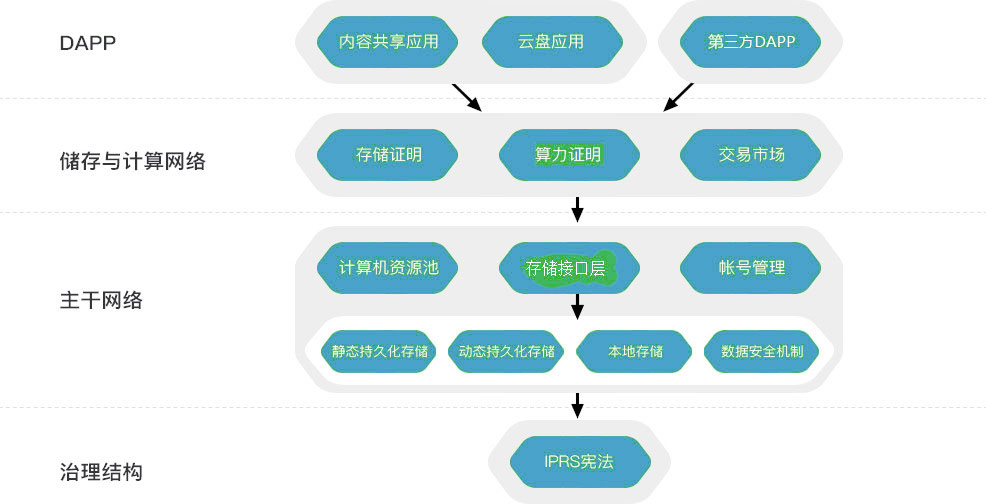 DAPP
内容共享应用
云盘应用
第三方DAPP
储存与计算网络
存储证明
算力证明
交易市场
主干网络
计算机资源池
存储接口层
帐号管理
静态持久化存储
动态持久化存储
本地存储
数据安全机制
治理结构
IPRS宪法